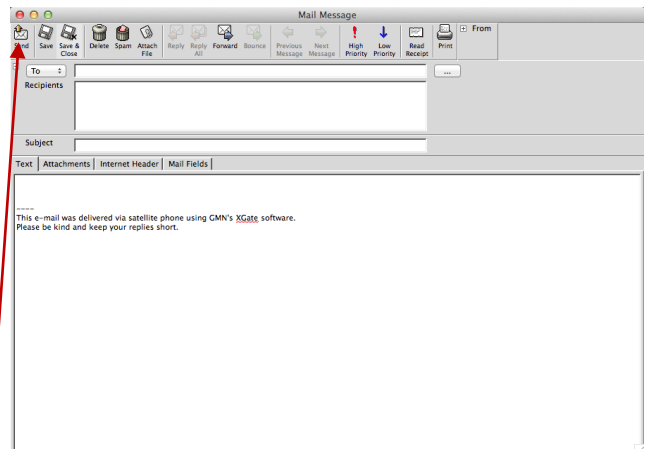 Mail Message
Send Save Save & Close Delete Spam Attach File Reply Reply All Forward Bounce Previous Message Next Message High Priority Low Priority Read Receipt Print From
To ...
Recipients
Subject
Text Attachments Internet Header Mail Fields
----
This e-mail was delivered via satellite phone using GMN's XGate software.
Please be kind and keep your replies short.